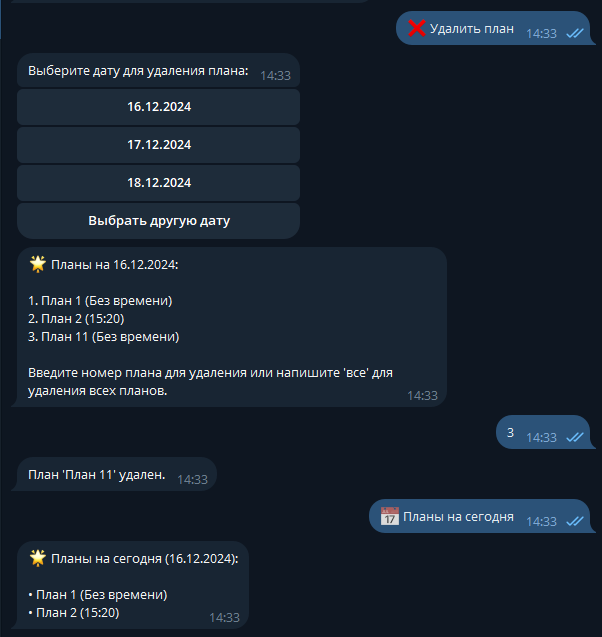 ❌ Удалить план 14:33
Выберите дату для удаления плана: 14:33
16.12.2024
17.12.2024
18.12.2024
Выбрать другую дату
🌟 Планы на 16.12.2024:
1. План 1 (Без времени)
2. План 2 (15:20)
3. План 11 (Без времени)
Введите номер плана для удаления или напишите 'все' для
удаления всех планов. 14:33
3 14:33
План 'План 11' удален. 14:33
📅 Планы на сегодня 14:33
🌟 Планы на сегодня (16.12.2024):
• План 1 (Без времени)
• План 2 (15:20) 14:33